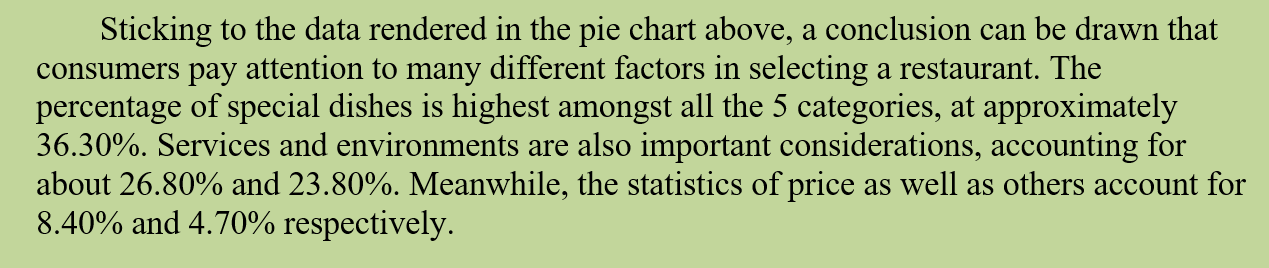 Sticking to the data rendered in the pie chart above, a conclusion can be drawn that
consumers pay attention to many different factors in selecting a restaurant. The
percentage of special dishes is highest amongst all the 5 categories, at approximately
36.30%. Services and environments are also important considerations, accounting for
about 26.80% and 23.80%. Meanwhile, the statistics of price as well as others account for
8.40% and 4.70% respectively.